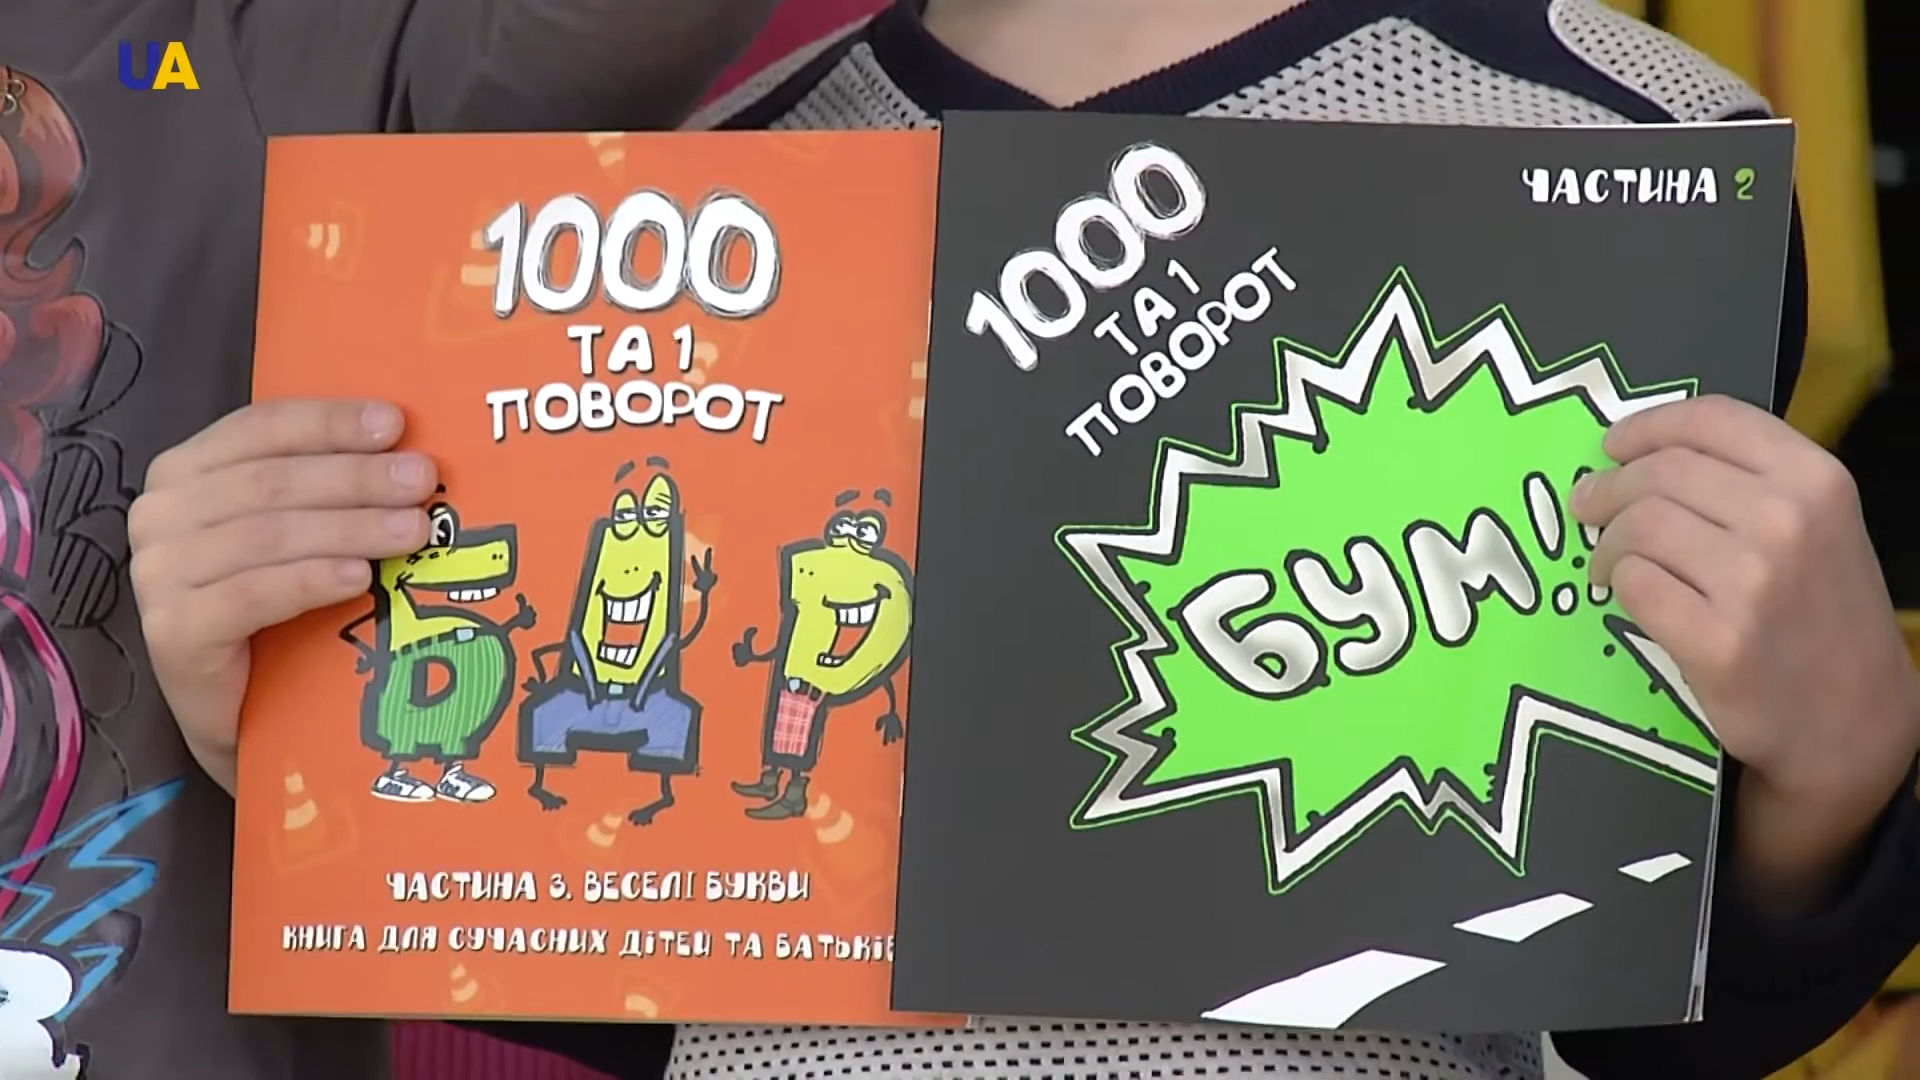 UA
1000
ТА 1
ПОВОРОТ
ЧАСТИНА 3. ВЕСЕЛІ БУКВИ
КНИГА ДЛЯ СУЧАСНИХ ДІТЕЙ ТА БАТЬКІВ
ЧАСТИНА 2
1000
ТА 1
ПОВОРОТ
БУМ!!